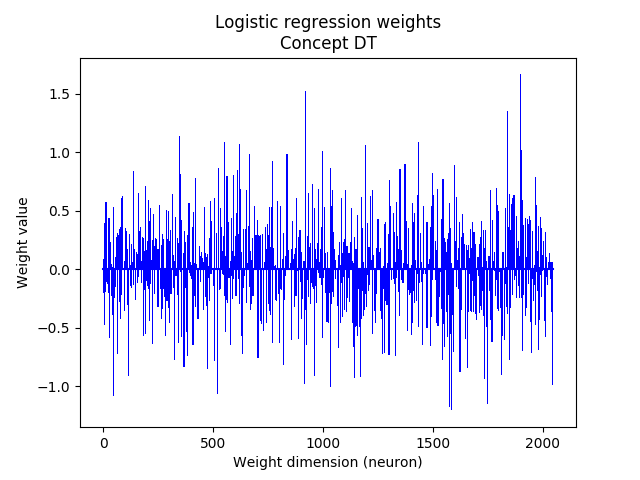 Logistic regression weights
Concept DT
1.5
1.0
0.5
0.0
−0.5
−1.0
Weight value
0 500 1000 1500 2000
Weight dimension (neuron)